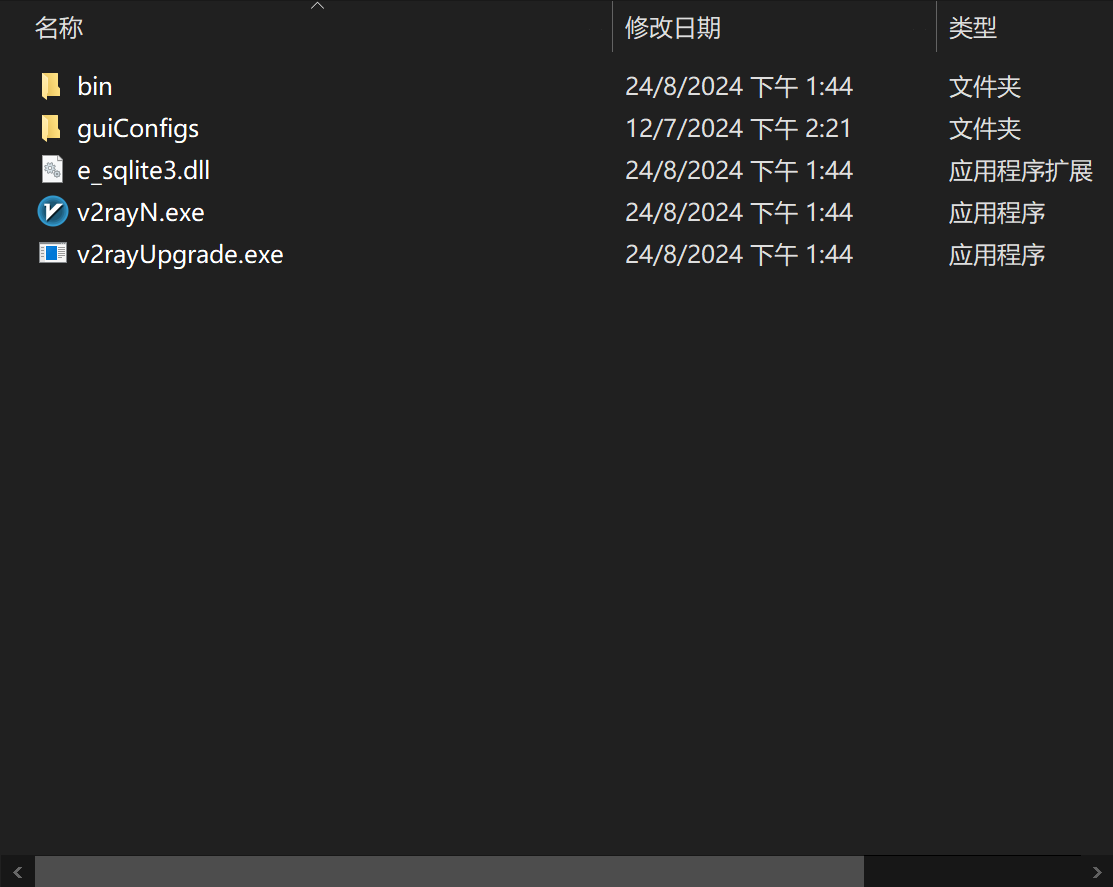 名称 修改日期 类型
bin 24/8/2024 下午 1:44 文件夹
guiConfigs 12/7/2024 下午 2:21 文件夹
e_sqlite3.dll 24/8/2024 下午 1:44 应用程序扩展
v2rayN.exe 24/8/2024 下午 1:44 应用程序
v2rayUpgrade.exe 24/8/2024 下午 1:44 应用程序